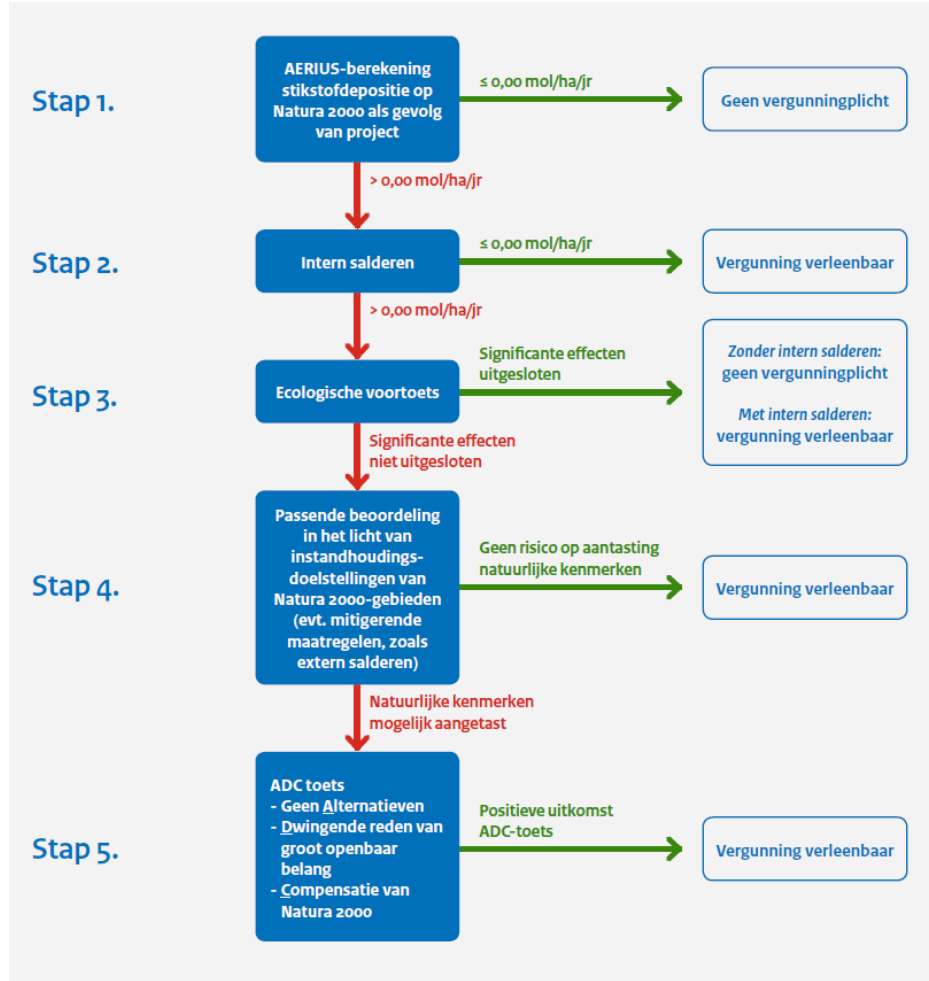 Stap 1.
AERIUS-berekening
stikstofdepositie op
Natura 2000 als gevolg
van project
≤ 0,00 mol/ha/jr
Geen vergunningplicht
> 0,00 mol/ha/jr
Stap 2.
Intern salderen
≤ 0,00 mol/ha/jr
Vergunning verleenbaar
> 0,00 mol/ha/jr
Stap 3.
Ecologische voortoets
Significante effecten
uitgesloten
Zonder intern salderen:
geen vergunningplicht
Met intern salderen:
vergunning verleenbaar
Significante effecten
niet uitgesloten
Stap 4.
Passende beoordeling
in het licht van
instandhoudings-
doelstellingen van
Natura 2000-gebieden
(evt. mitigerende
maatregelen, zoals
extern salderen)
Geen risico op aantasting
natuurlijke kenmerken
Vergunning verleenbaar
Natuurlijke kenmerken
mogelijk aangetast
Stap 5.
ADC toets
- Geen Alternatieven
- Dwingende reden van
groot openbaar
belang
- Compensatie van
Natura 2000
Positieve uitkomst
ADC-toets
Vergunning verleenbaar